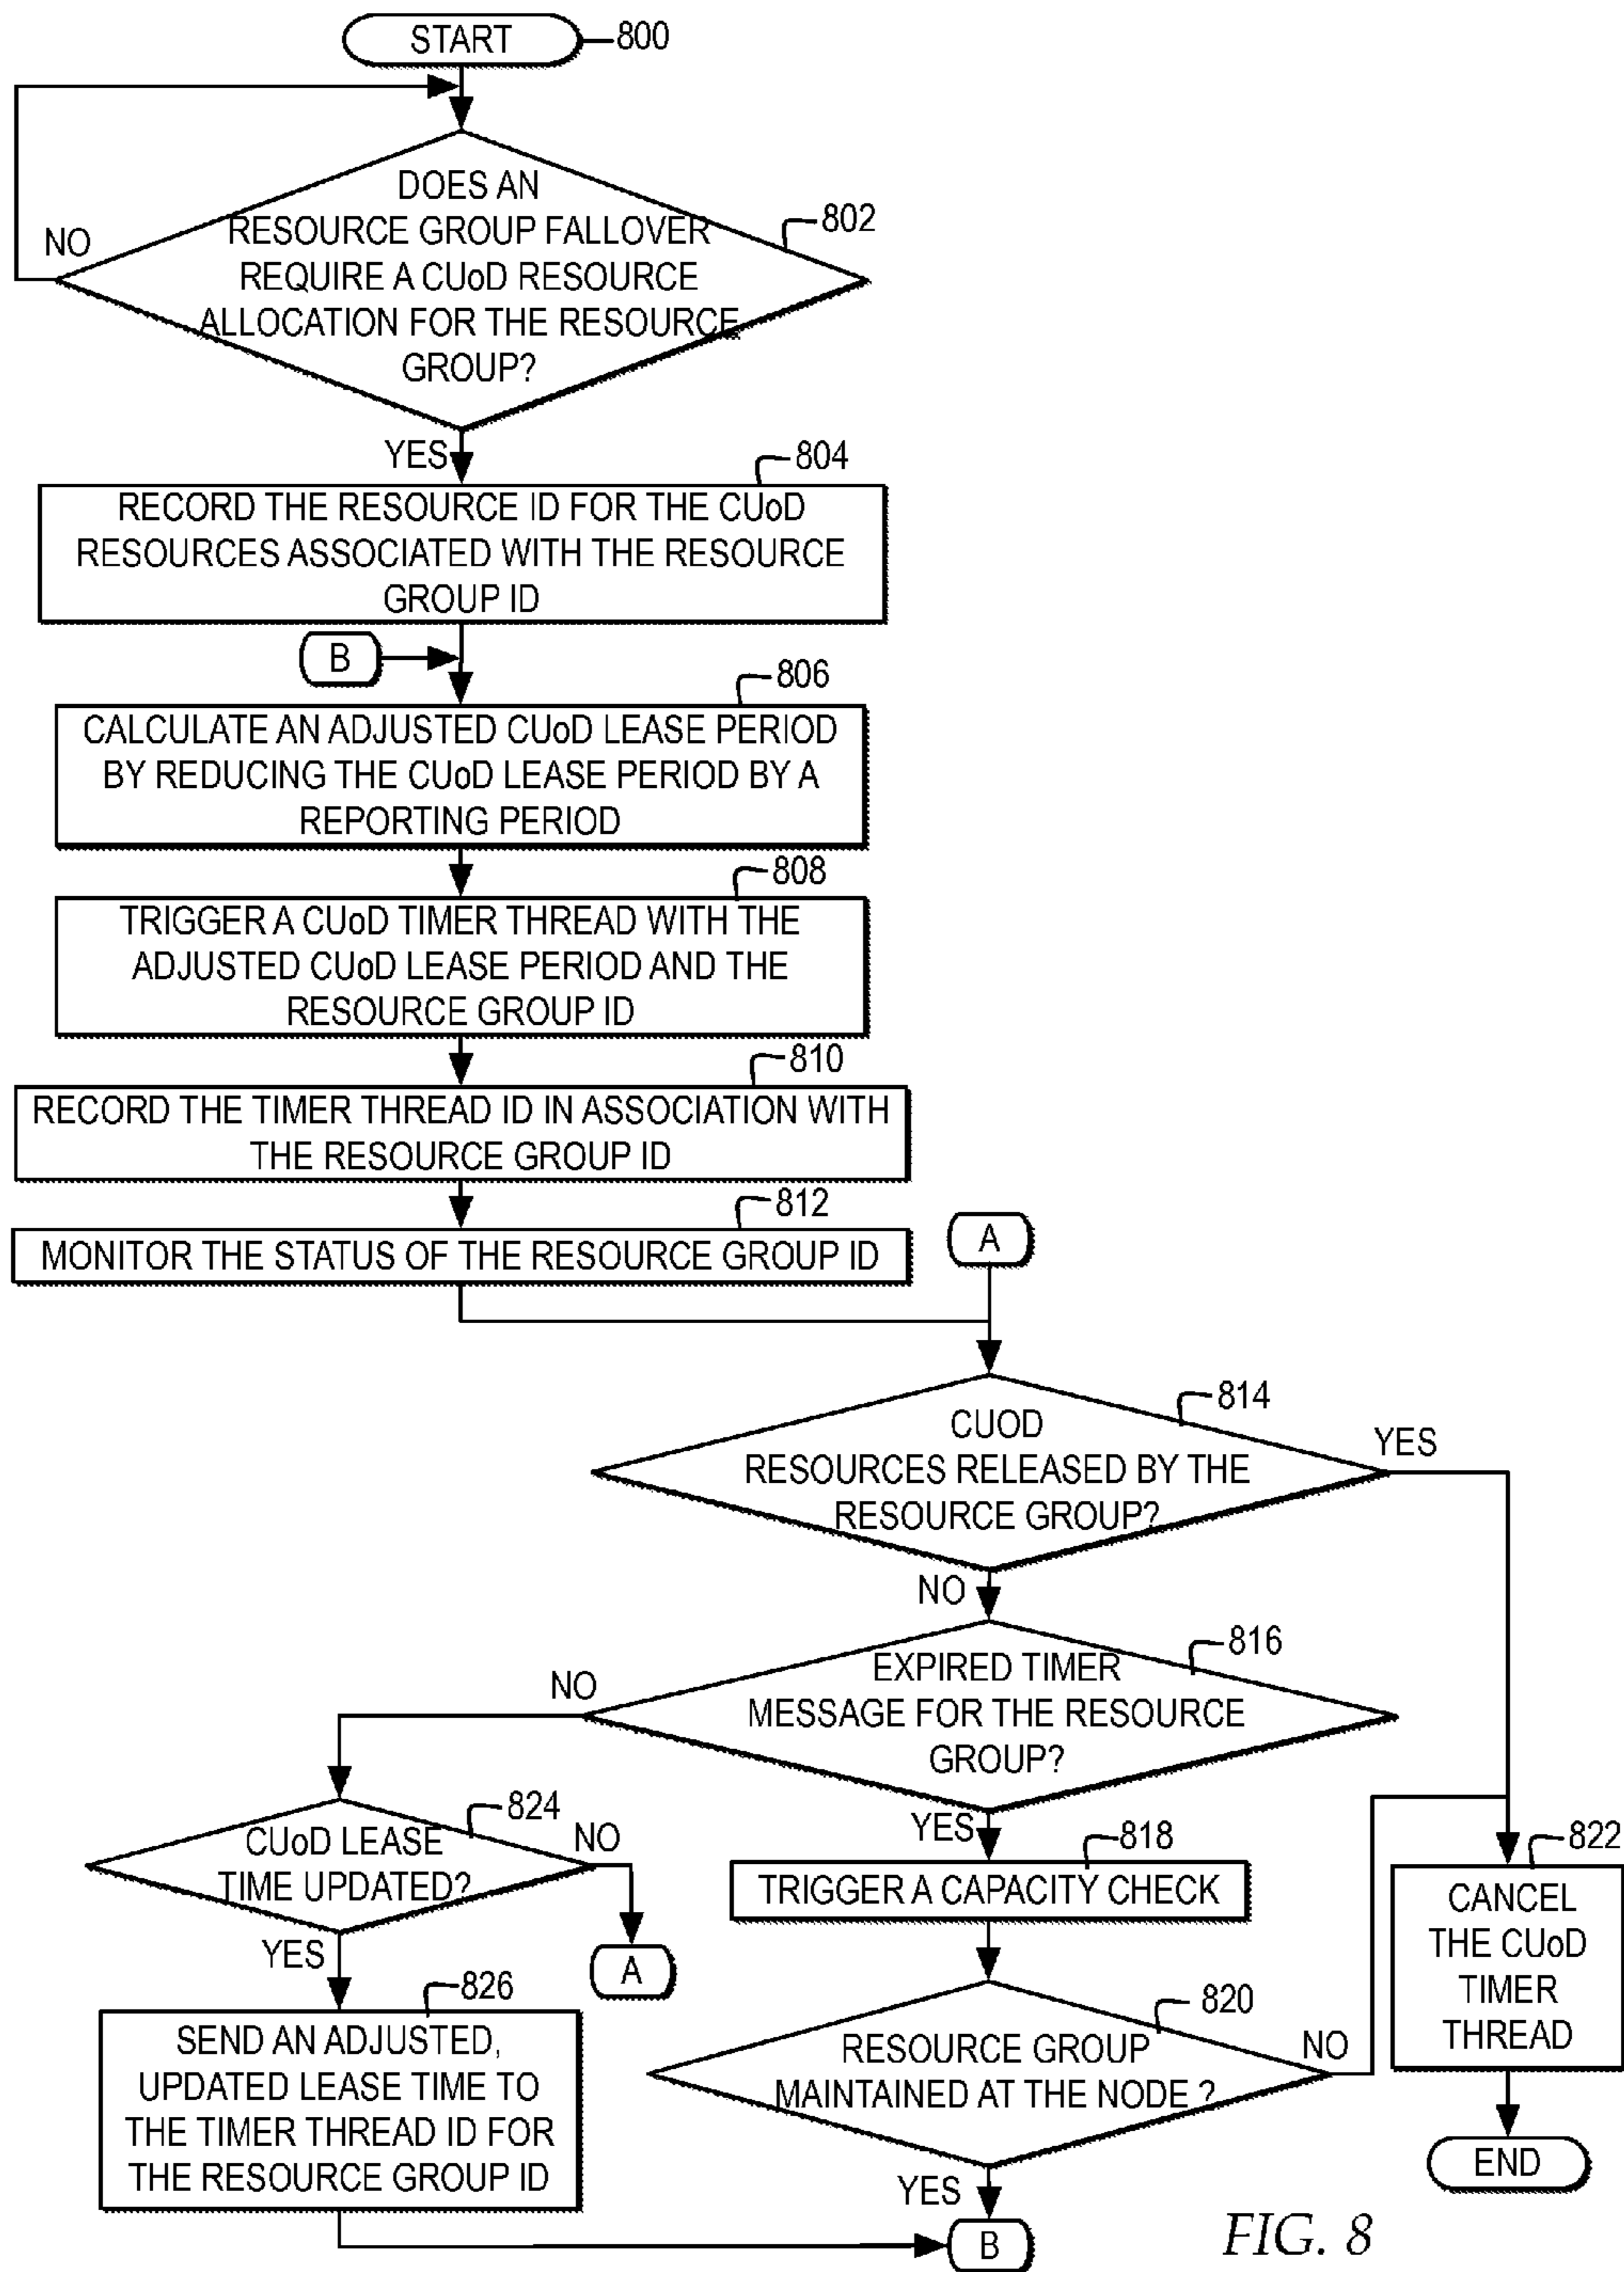 START
800
DOES AN
RESOURCE GROUP FALLOVER
REQUIRE A CUoD RESOURCE
ALLOCATION FOR THE RESOURCE
GROUP?
802
NO
YES
804
RECORD THE RESOURCE ID FOR THE CUoD
RESOURCES ASSOCIATED WITH THE RESOURCE
GROUP ID
B
806
CALCULATE AN ADJUSTED CUoD LEASE PERIOD
BY REDUCING THE CUoD LEASE PERIOD BY A
REPORTING PERIOD
808
TRIGGER A CUoD TIMER THREAD WITH THE
ADJUSTED CUoD LEASE PERIOD AND THE
RESOURCE GROUP ID
810
RECORD THE TIMER THREAD ID IN ASSOCIATION WITH
THE RESOURCE GROUP ID
812
MONITOR THE STATUS OF THE RESOURCE GROUP ID
A
814
CUOD
RESOURCES RELEASED BY THE
RESOURCE GROUP?
YES
NO
816
EXPIRED TIMER
MESSAGE FOR THE RESOURCE
GROUP?
NO
YES
824
CUoD LEASE
TIME UPDATED?
NO
A
YES
826
SEND AN ADJUSTED,
UPDATED LEASE TIME TO
THE TIMER THREAD ID FOR
THE RESOURCE GROUP ID
818
TRIGGER A CAPACITY CHECK
820
RESOURCE GROUP
MAINTAINED AT THE NODE ?
NO
YES
B
822
CANCEL
THE CUoD
TIMER
THREAD
END
FIG. 8